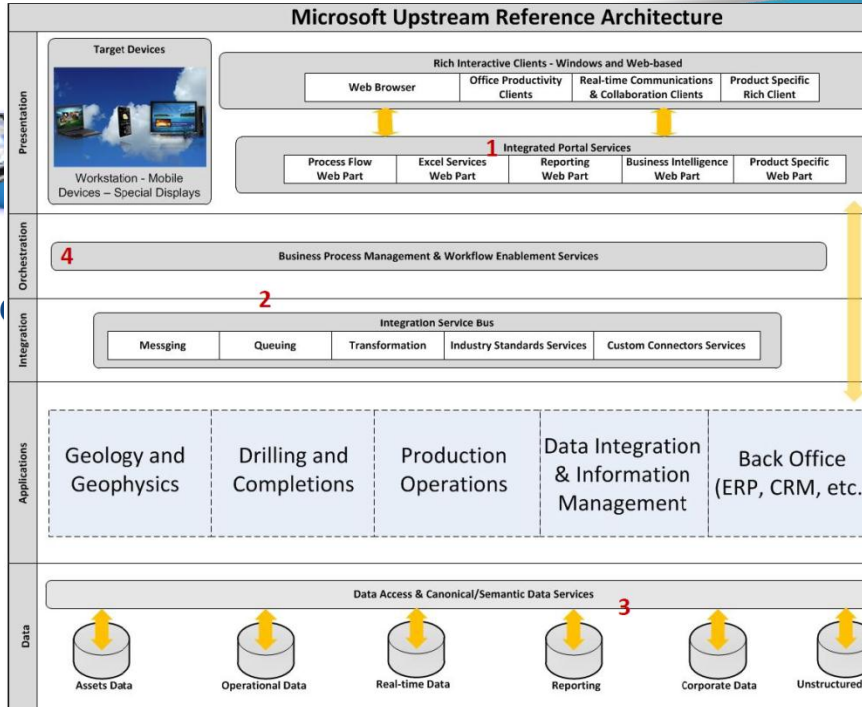 Microsoft Upstream Reference Architecture
Presentation
Target Devices
Workstation - Mobile
Devices – Special Displays
Rich Interactive Clients - Windows and Web-based
Web Browser
Office Productivity
Clients
Real-time Communications
& Collaboration Clients
Product Specific
Rich Client
1
Integrated Portal Services
Process Flow
Web Part
Excel Services
Web Part
Reporting
Web Part
Business Intelligence
Web Part
Product Specific
Web Part
Orchestration
4
Business Process Management & Workflow Enablement Services
Integration
2
Integration Service Bus
Messging
Queuing
Transformation
Industry Standards Services
Custom Connectors Services
Applications
Geology and
Geophysics
Drilling and
Completions
Production
Operations
Data Integration
& Information
Management
Back Office
(ERP, CRM, etc.
Data
Data Access & Canonical/Semantic Data Services
3
Assets Data
Operational Data
Real-time Data
Reporting
Corporate Data
Unstructured